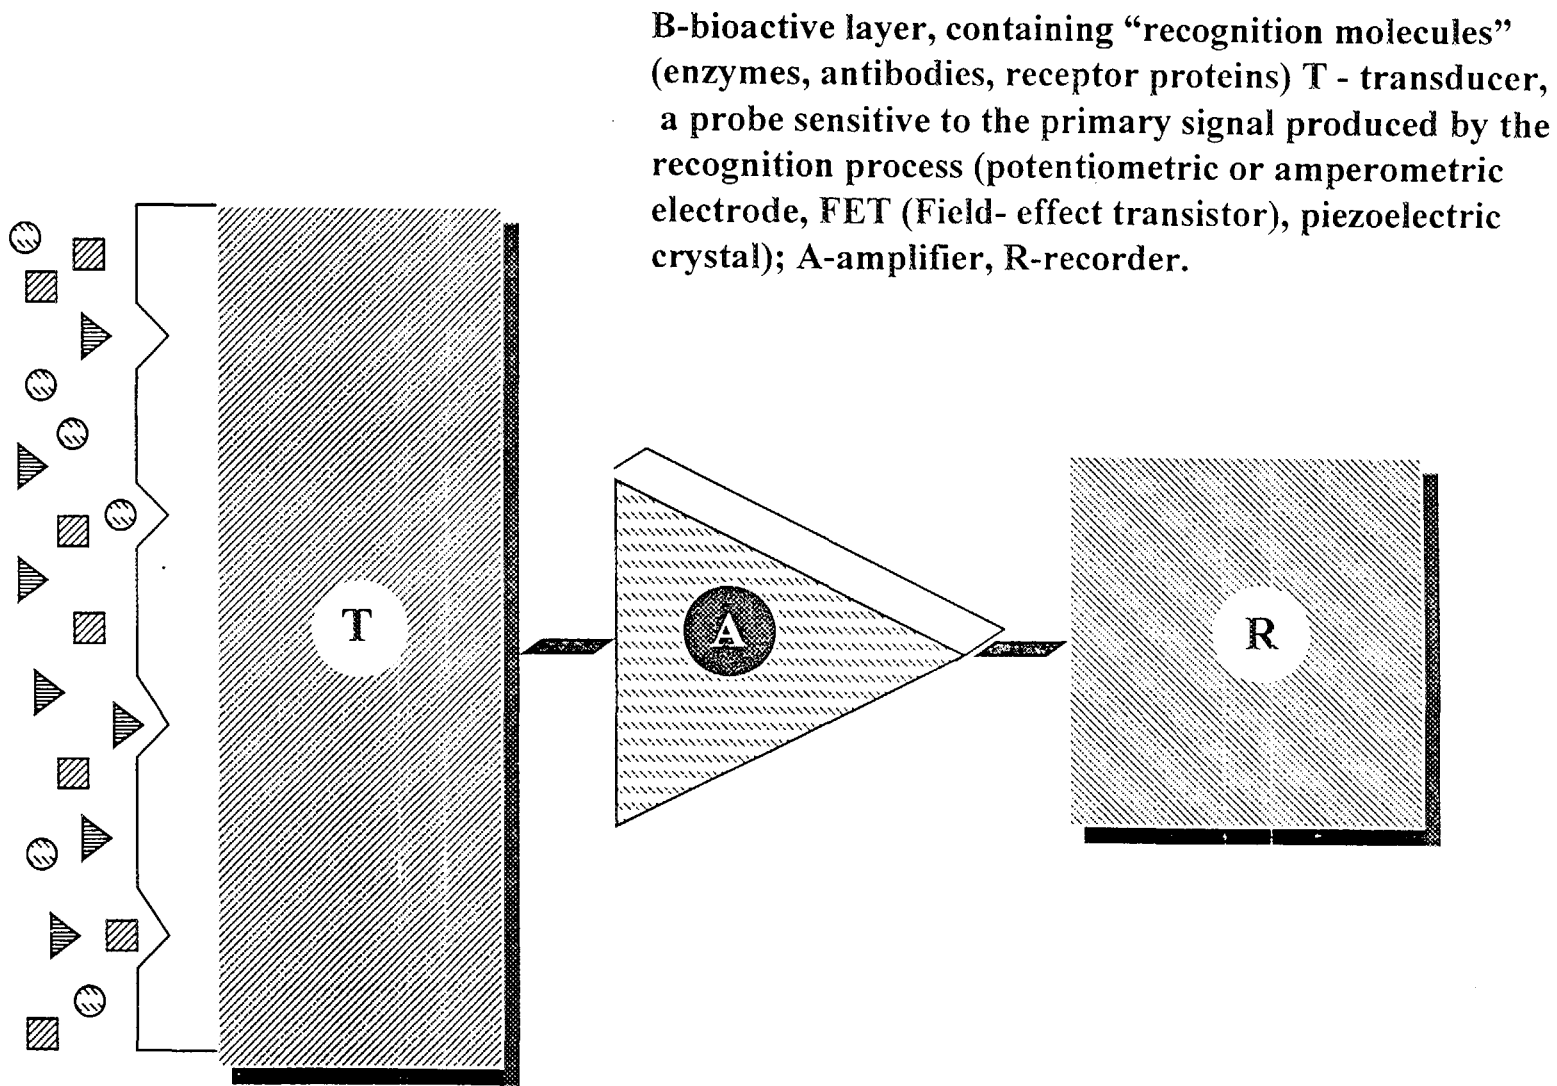 B-bioactive layer, containing “recognition molecules”
(enzymes, antibodies, receptor proteins) T - transducer,
a probe sensitive to the primary signal produced by the
recognition process (potentiometric or amperometric
electrode, FET (Field- effect transistor), piezoelectric
crystal); A-amplifier, R-recorder.
T
A
R